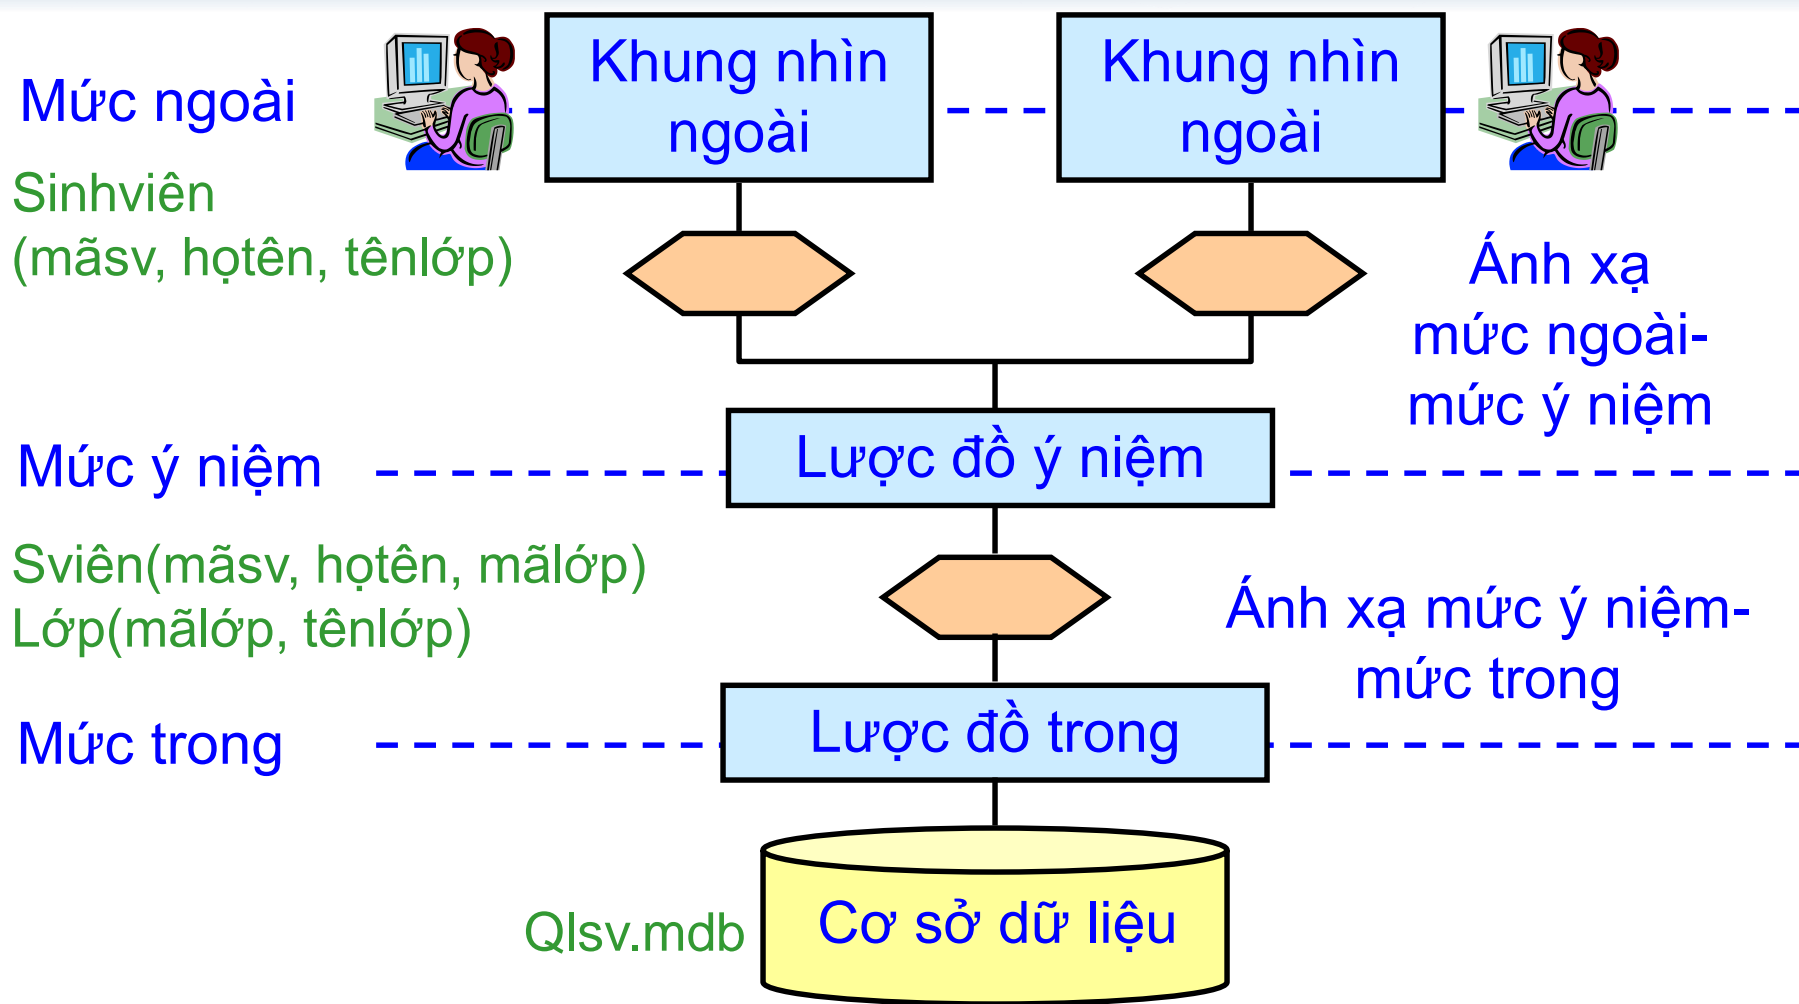 Mức ngoài
Khung nhìn
ngoài
Khung nhìn
ngoài
Sinhviên
(mãsv, họtên, tênlớp)
Ánh xạ
mức ngoài-
mức ý niệm
Mức ý niệm
Lược đồ ý niệm
Sviên(mãsv, họtên, mãlớp)
Lớp(mãlớp, tênlớp)
Ánh xạ mức ý niệm-
mức trong
Mức trong
Lược đồ trong
Qlsv.mdb
Cơ sở dữ liệu